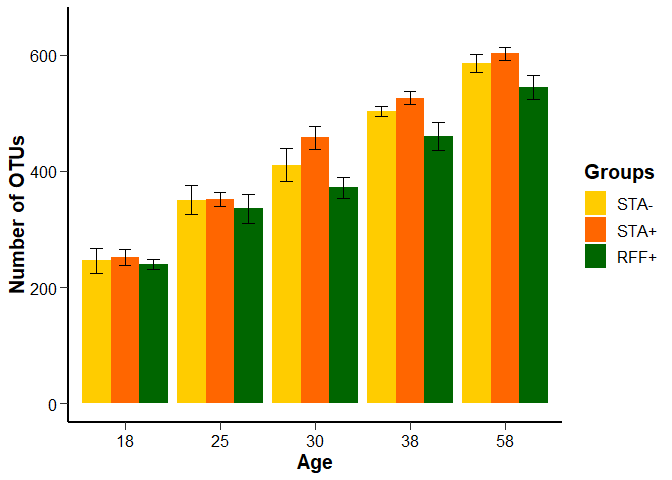 Number of OTUs
600
400
200
0
18 25 30 38 58
Age
Groups
STA-
STA+
RFF+